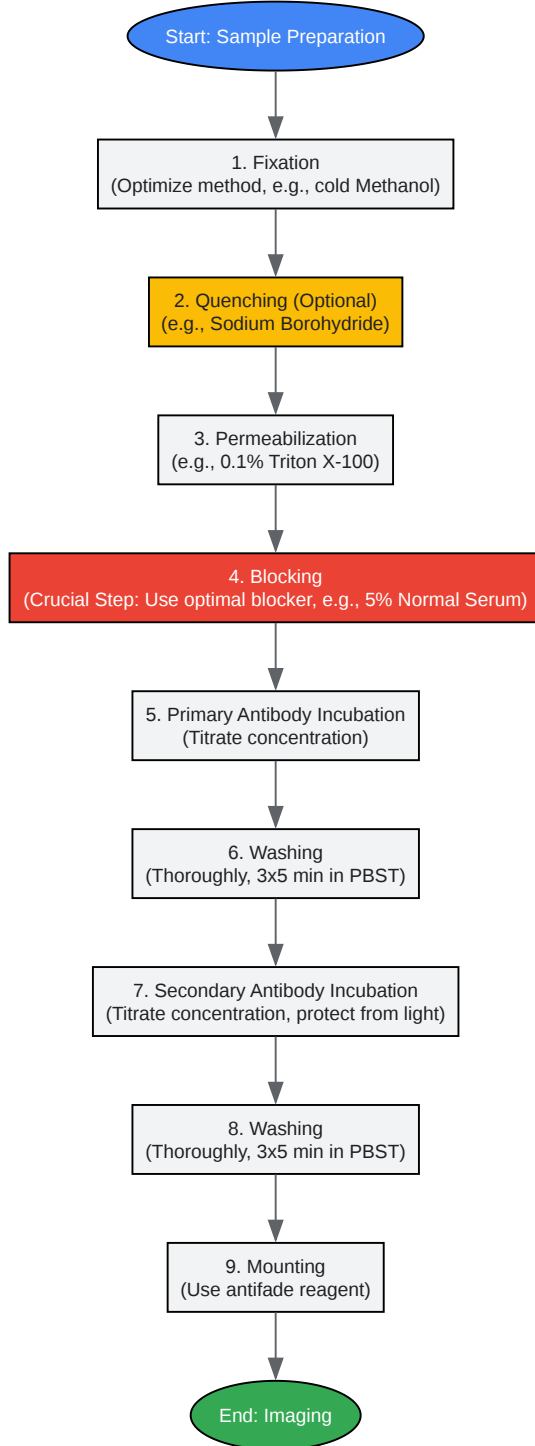 Start: Sample Preparation
1. Fixation
(Optimize method, e.g., cold Methanol)
2. Quenching (Optional)
(e.g., Sodium Borohydride)
3. Permeabilization
(e.g., 0.1% Triton X-100)
4. Blocking
(Crucial Step: Use optimal blocker, e.g., 5% Normal Serum)
5. Primary Antibody Incubation
(Titrate concentration)
6. Washing
(Thoroughly, 3x5 min in PBST)
7. Secondary Antibody Incubation
(Titrate concentration, protect from light)
8. Washing
(Thoroughly, 3x5 min in PBST)
9. Mounting
(Use antifade reagent)
End: Imaging